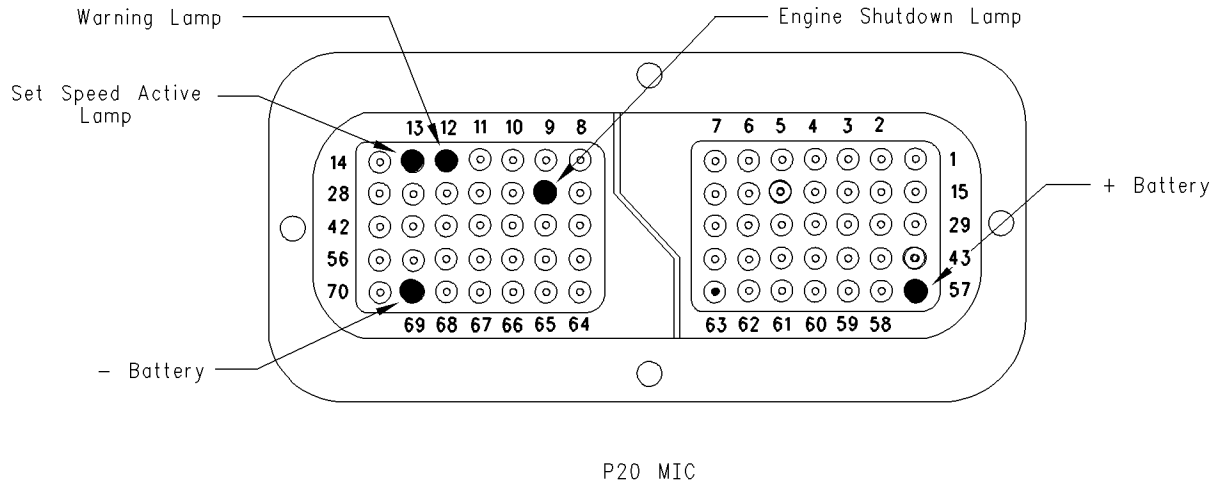 Warning Lamp
Engine Shutdown Lamp
Set Speed Active
Lamp
13 12 11 10 9 8
7 6 5 4 3 2
14
1
28
15
+ Battery
42
29
56
43
70
57
69 68 67 66 65 64
63 62 61 60 59 58
- Battery
P20 MIC